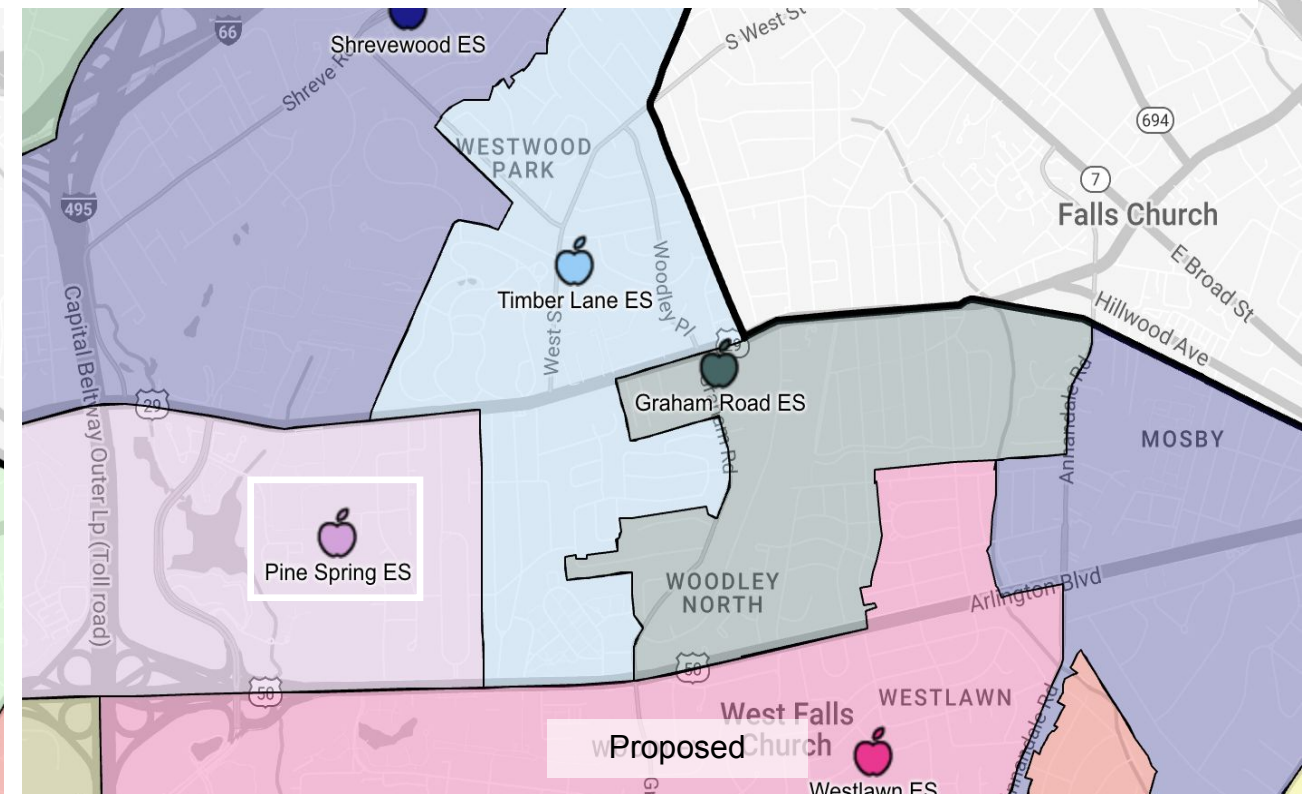 66
Shrevewood ES
S West St
Shreve R
694
WESTWOOD
PARK
7
495
Falls Church
E Broad St
Timber Lane ES
Woodley Pl
West S
Hillwood Ave
Capital Beltway Outer Lp (Toll road)
29
Graham Road ES
Annandale Rd
MOSBY
Pine Spring ES
WOODLEY
NORTH
Arlington Blvd
50
50
WESTLAWN
West Falls
Church
Proposed
Westlawn ES